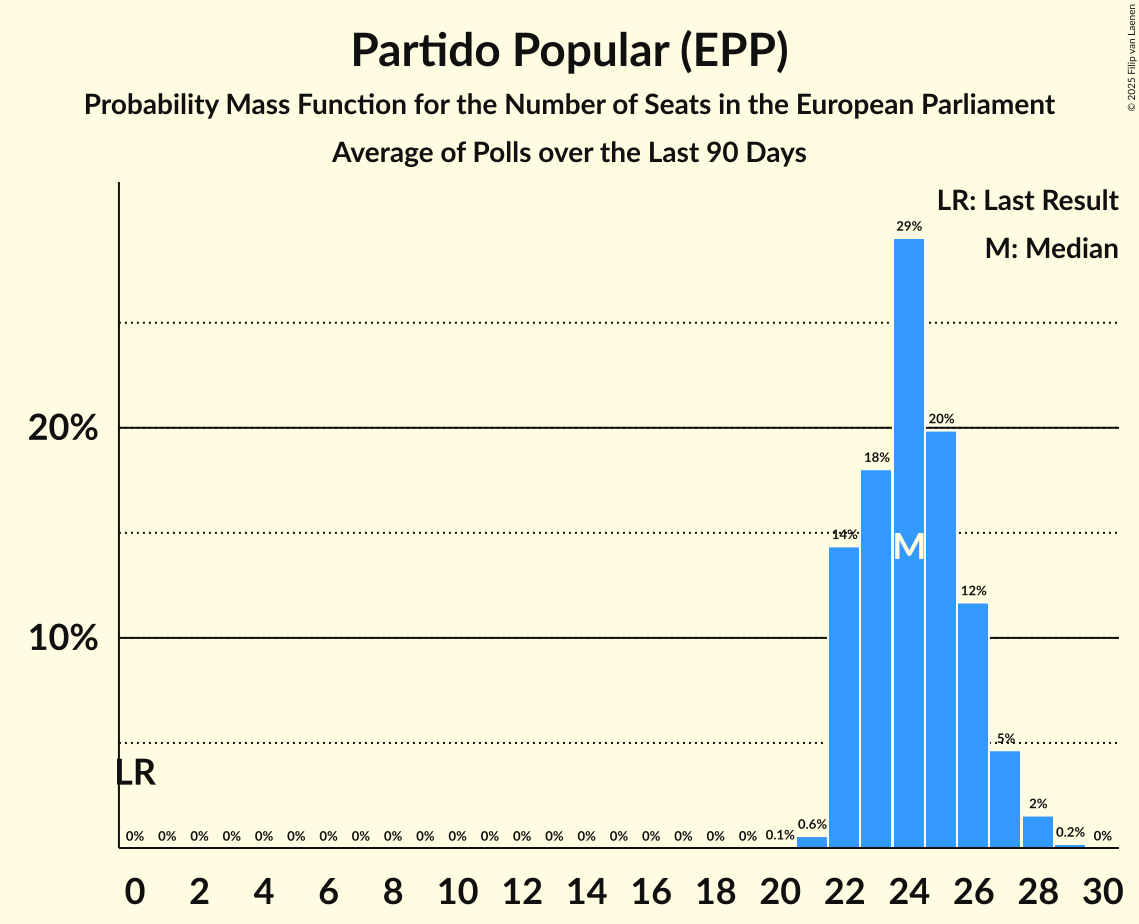 Partido Popular (EPP)
Probability Mass Function for the Number of Seats in the European Parliament
Average of Polls over the Last 90 Days
© 2025 Filip van Laenen
LR: Last Result
M: Median
29%
20%
20%
18%
14%
M
12%
10%
5%
LR
2%
0% 0% 0% 0% 0% 0% 0% 0% 0% 0% 0% 0% 0% 0% 0% 0% 0% 0% 0% 0% 0.1% 0.6% 0.2% 0%
0 2 4 6 8 10 12 14 16 18 20 22 24 26 28 30